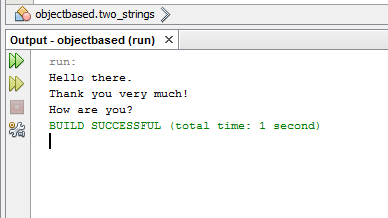 objectbased.two_strings
Output - objectbased (run)
run:
Hello there.
Thank you very much!
How are you?
BUILD SUCCESSFUL (total time: 1 second)